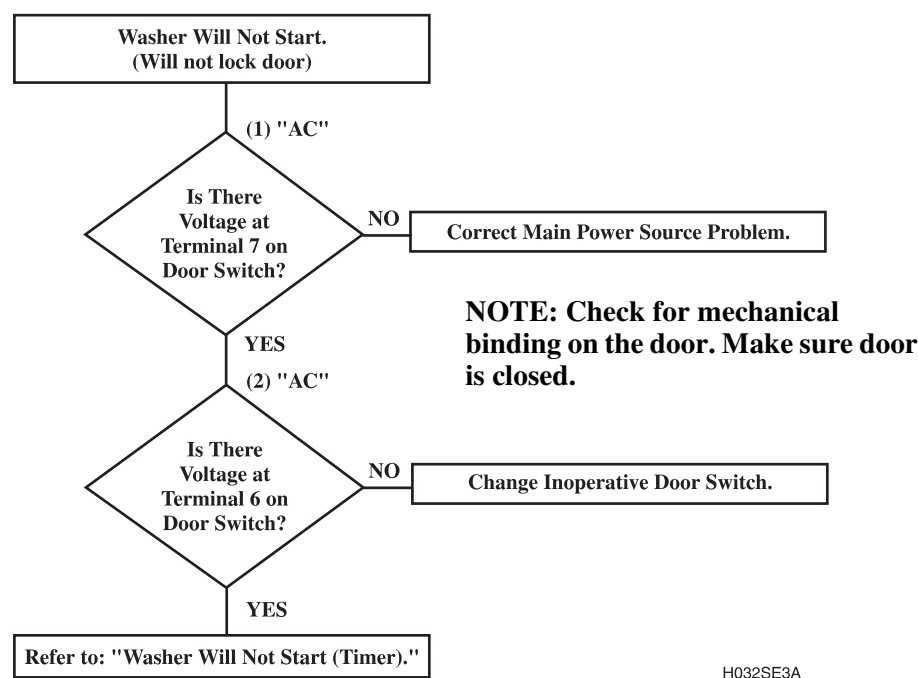 Washer Will Not Start.
(Will not lock door)
(1) "AC"
Is There
Voltage at
Terminal 7 on
Door Switch?
NO
Correct Main Power Source Problem.
NOTE: Check for mechanical
binding on the door. Make sure door
is closed.
YES
(2) "AC"
Is There
Voltage at
Terminal 6 on
Door Switch?
NO
Change Inoperative Door Switch.
YES
Refer to: "Washer Will Not Start (Timer)."
H032SE3A